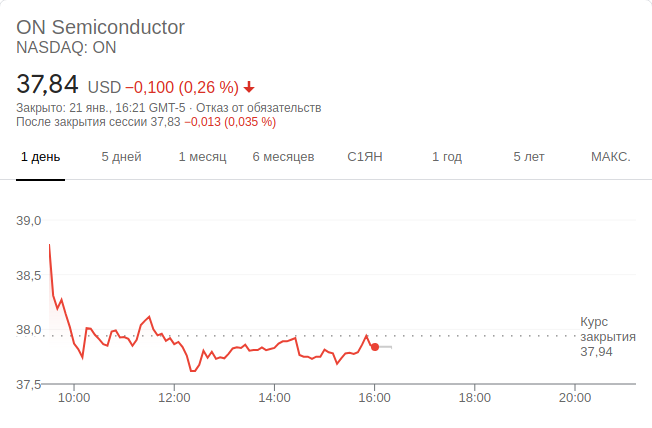 ON Semiconductor
NASDAQ: ON
37,84 USD −0,100 (0,26 %)
Закрыто: 21 янв., 16:21 GMT-5 · Отказ от обязательств
После закрытия сессии 37,83 −0,013 (0,035 %)
1 день 5 дней 1 месяц 6 месяцев С1ЯН 1 год 5 лет МАКС.
39,0
38,5
38,0
37,5
Курс
закрытия
37,94
10:00 12:00 14:00 16:00 18:00 20:00